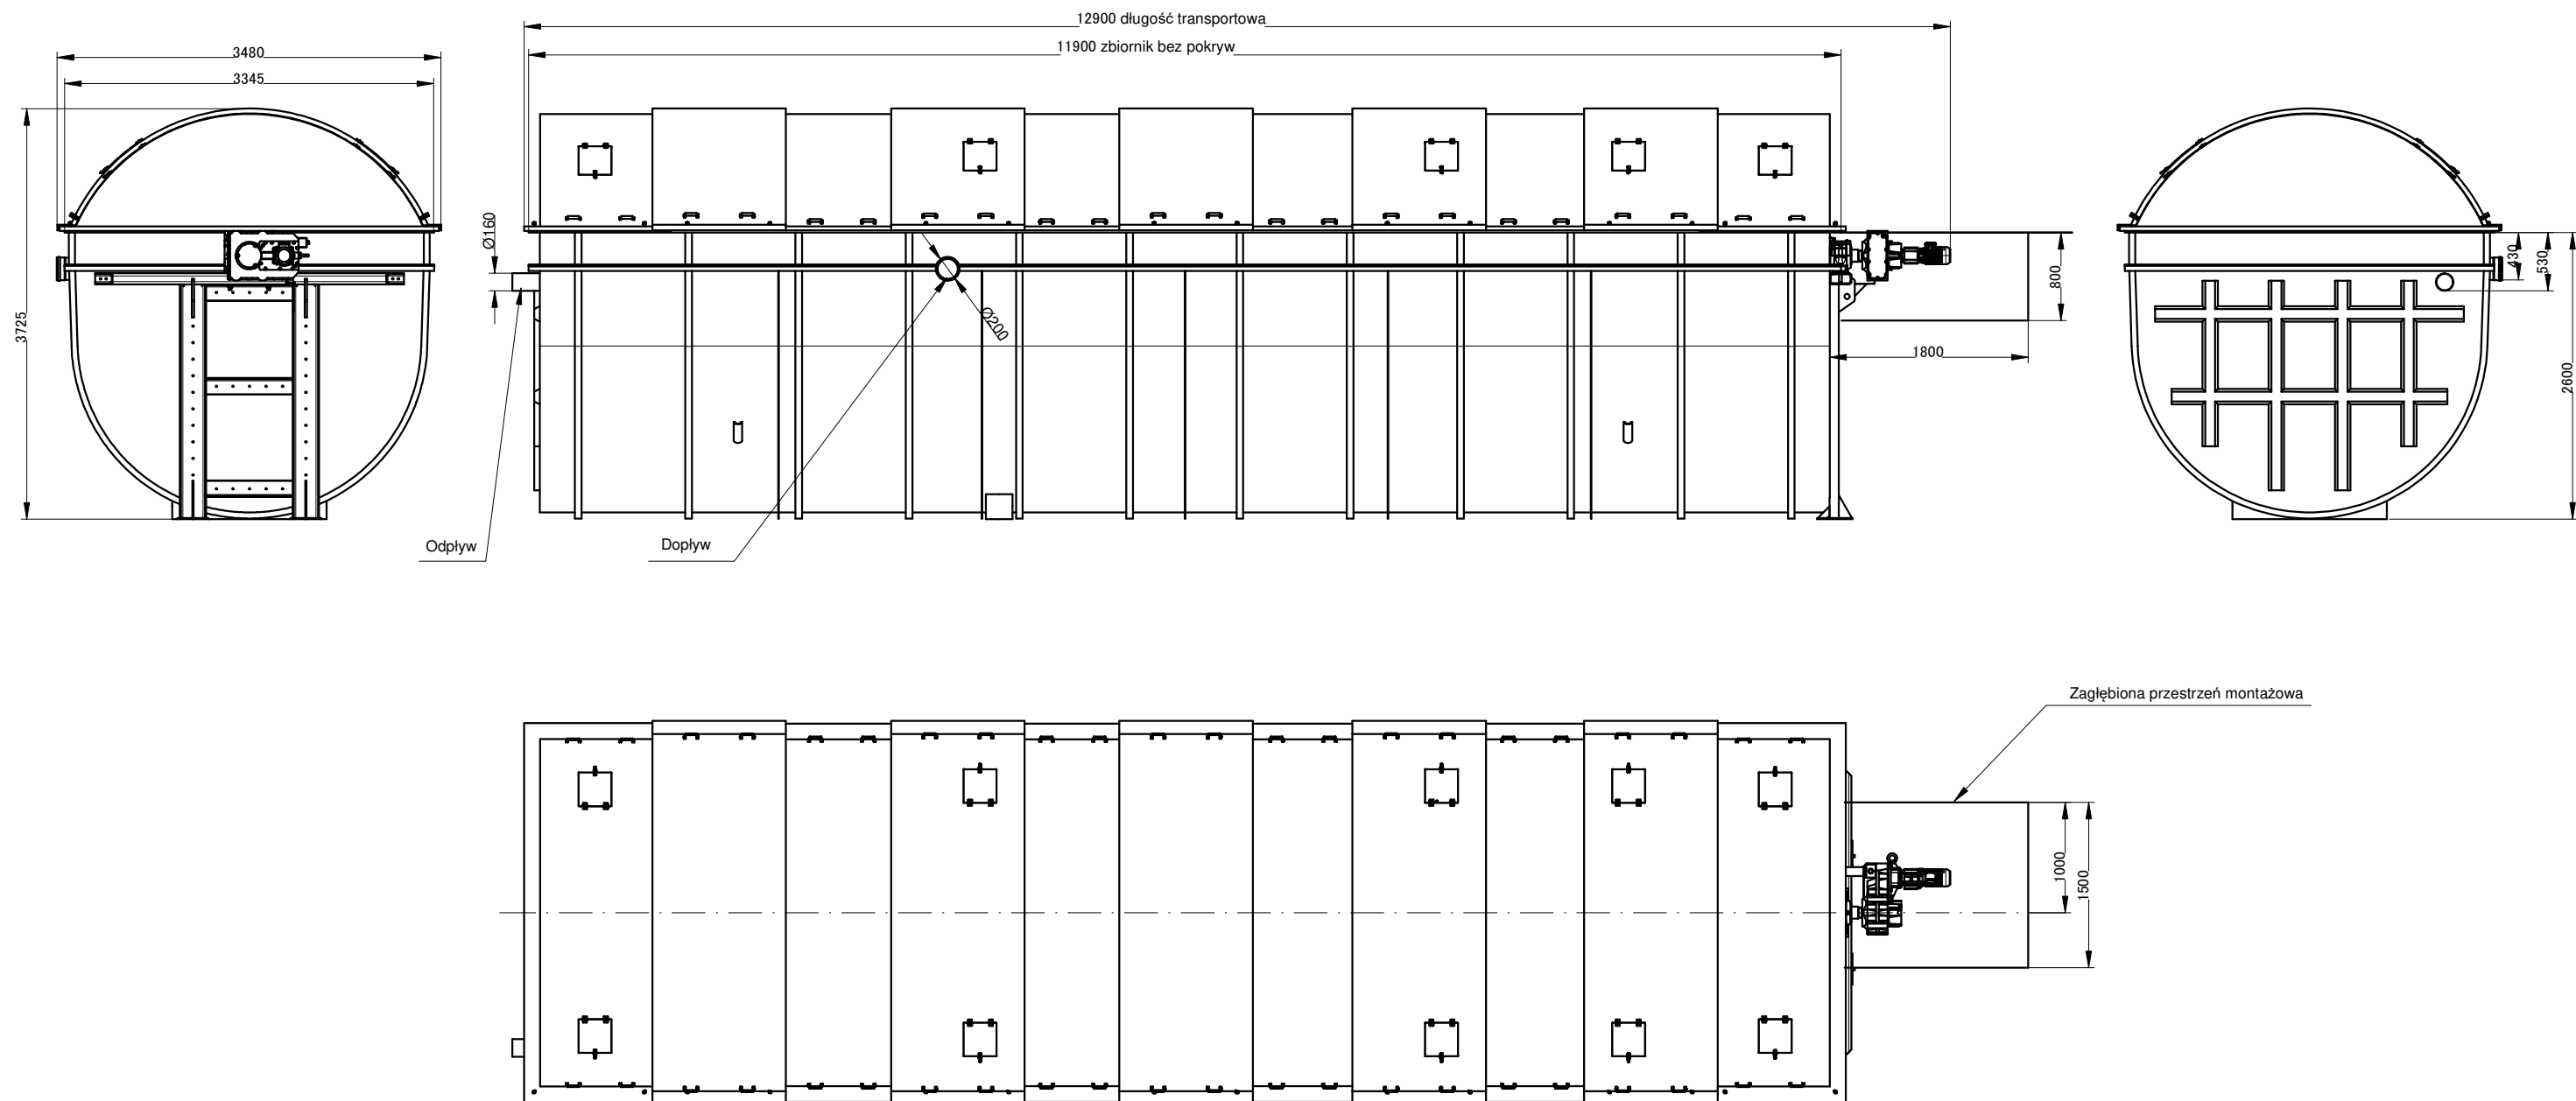 12900 długość transportowa
11900 zbiornik bez pokryw
3480
3345
3725
Ø160
Ø200
800
1800
430
530
2600
Odpływ
Dopływ
Zagłębiona przestrzeń montażowa
1000
1500